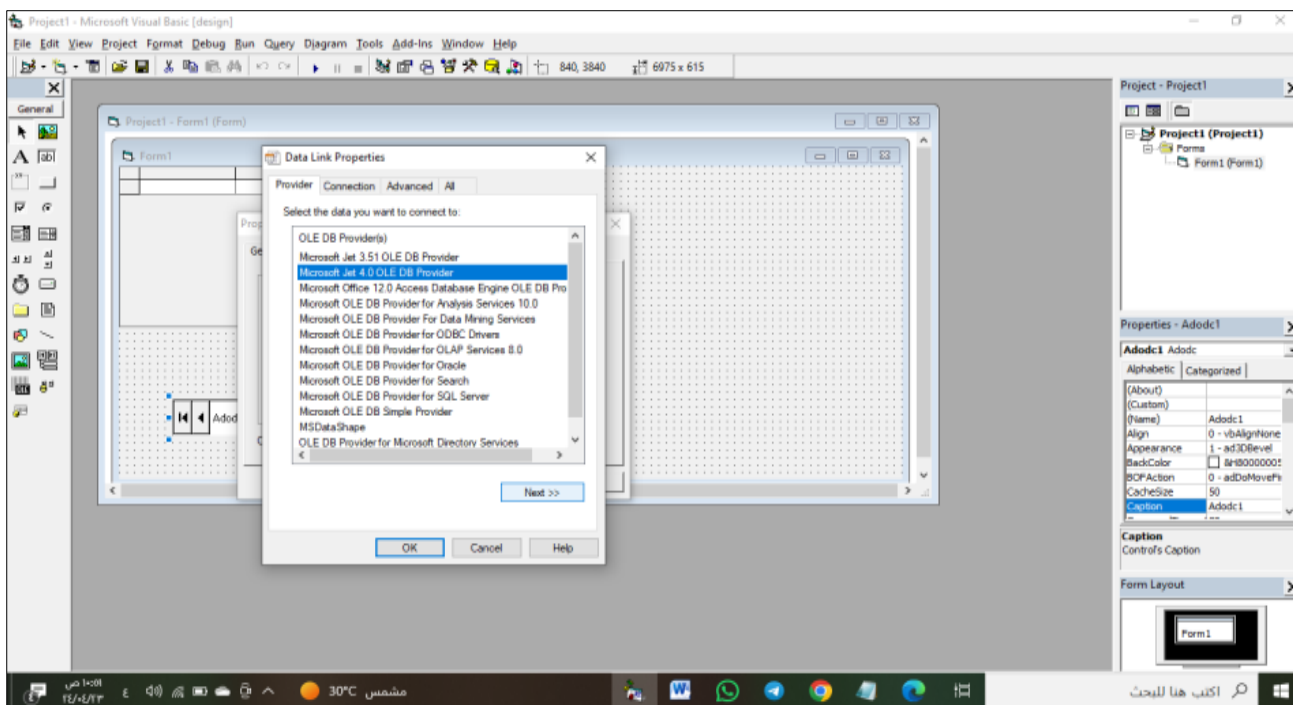 Project1 - Microsoft Visual Basic [design]
File Edit View Project Format Debug Run Query Diagram Tools Add-Ins Window Help
840, 3840 6975 x 615
General
Project1 - Form1 (Form)
Form1
Data Link Properties
Provider Connection Advanced All
Select the data you want to connect to:
OLE DB Provider(s)
Microsoft Jet 3.51 OLE DB Provider
Microsoft Jet 4.0 OLE DB Provider
Microsoft Office 12.0 Access Database Engine OLE DB Pro
Microsoft OLE DB Provider for Analysis Services 10.0
Microsoft OLE DB Provider For Data Mining Services
Microsoft OLE DB Provider for ODBC Drivers
Microsoft OLE DB Provider for OLAP Services 8.0
Microsoft OLE DB Provider for Oracle
Microsoft OLE DB Provider for Search
Microsoft OLE DB Provider for SQL Server
Microsoft OLE DB Simple Provider
MSDataShape
OLE DB Provider for Microsoft Directory Services
Next >>
OK Cancel Help
Prop
Ge
Adod
Project - Project1
Project1 (Project1)
Forms
Form1 (Form1)
Properties - Adodc1
Adodc1 Adodc
Alphabetic Categorized
(About)
(Custom)
(Name) Adodc1
Align 0 - vbAlignNone
Appearance 1 - ad3DBevel
BackColor &H80000005
BOFAction 0 - adDoMoveFi
CacheSize 50
Caption Adodc1
Caption
Control's Caption
Form Layout
Form1
١٠:٥١ ص
٢٤/٠٤/٢٣
ع
30°C مشمس
اكتب هنا للبحث